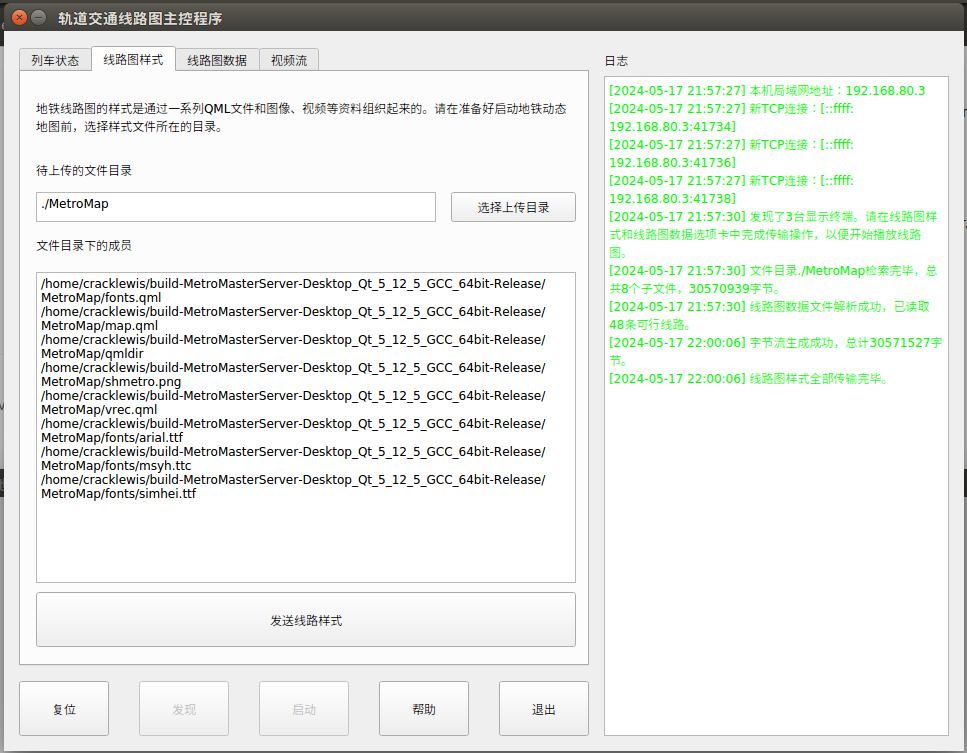 轨道交通线路图主控程序
列车状态
线路图样式
线路图数据
视频流
地铁线路图的样式是通过一系列QML文件和图像、视频等资料组织起来的。请在准备好启动地铁动态
地图前，选择样式文件所在的目录。
待上传的文件目录
./MetroMap
选择上传目录
文件目录下的成员
/home/cracklewis/build-MetroMasterServer-Desktop_Qt_5_12_5_GCC_64bit-Release/
MetroMap/fonts.qml
/home/cracklewis/build-MetroMasterServer-Desktop_Qt_5_12_5_GCC_64bit-Release/
MetroMap/map.qml
/home/cracklewis/build-MetroMasterServer-Desktop_Qt_5_12_5_GCC_64bit-Release/
MetroMap/qmldir
/home/cracklewis/build-MetroMasterServer-Desktop_Qt_5_12_5_GCC_64bit-Release/
MetroMap/shmetro.png
/home/cracklewis/build-MetroMasterServer-Desktop_Qt_5_12_5_GCC_64bit-Release/
MetroMap/vrec.qml
/home/cracklewis/build-MetroMasterServer-Desktop_Qt_5_12_5_GCC_64bit-Release/
MetroMap/fonts/arial.ttf
/home/cracklewis/build-MetroMasterServer-Desktop_Qt_5_12_5_GCC_64bit-Release/
MetroMap/fonts/msyh.ttc
/home/cracklewis/build-MetroMasterServer-Desktop_Qt_5_12_5_GCC_64bit-Release/
MetroMap/fonts/simhei.ttf
发送线路样式
复位
发现
启动
帮助
退出
日志
[2024-05-17 21:57:27] 本机局域网地址：192.168.80.3
[2024-05-17 21:57:27] 新TCP连接：[::ffff:
192.168.80.3:41734]
[2024-05-17 21:57:27] 新TCP连接：[::ffff:
192.168.80.3:41736]
[2024-05-17 21:57:27] 新TCP连接：[::ffff:
192.168.80.3:41738]
[2024-05-17 21:57:30] 发现了3台显示终端。请在线路图样
式和线路图数据选项卡中完成传输操作，以便开始播放线路
图。
[2024-05-17 21:57:30] 文件目录./MetroMap检索完毕，总
共8个子文件，30570939字节。
[2024-05-17 21:57:30] 线路图数据文件解析成功，已读取
48条可行线路。
[2024-05-17 22:00:06] 字节流生成成功，总计30571527字
节。
[2024-05-17 22:00:06] 线路图样式全部传输完毕。